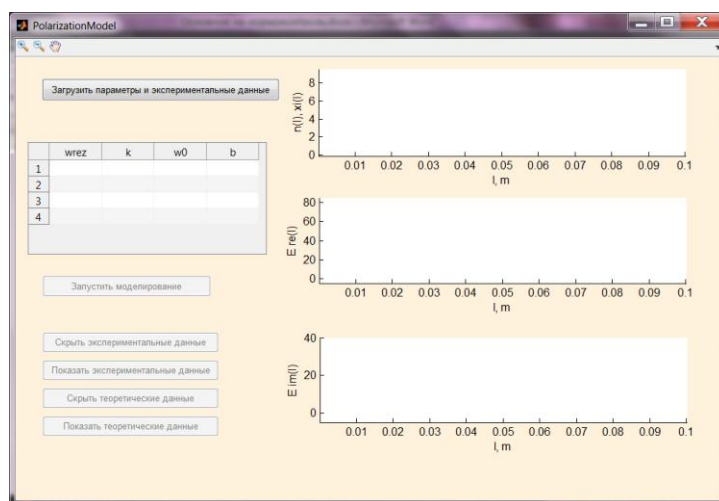 PolarizationModel
Загрузить параметры и экспериментальные данные
wrez k w0 b
1
2
3
4
Запустить моделирование
Скрыть экспериментальные данные
Показать экспериментальные данные
Скрыть теоретические данные
Показать теоретические данные
n(l), xi(l)
8
6
4
2
0
0.01 0.02 0.03 0.04 0.05 0.06 0.07 0.08 0.09 0.1
l, m
E re(l)
80
60
40
20
0
0.01 0.02 0.03 0.04 0.05 0.06 0.07 0.08 0.09 0.1
l, m
E im(l)
40
20
0
0.01 0.02 0.03 0.04 0.05 0.06 0.07 0.08 0.09 0.1
l, m